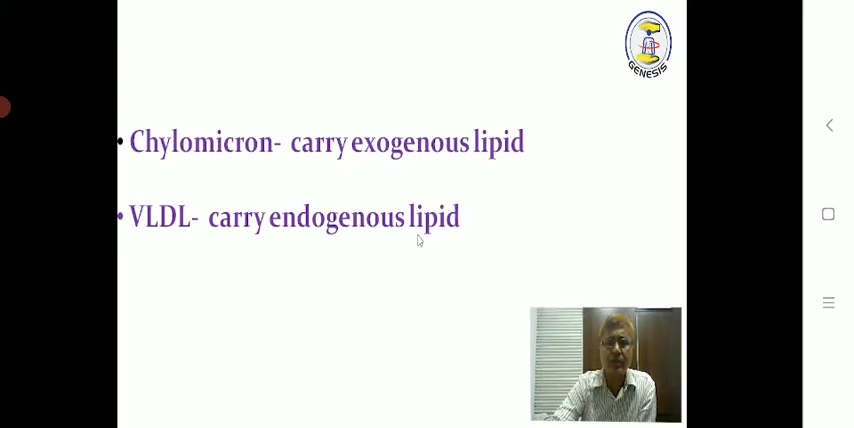 GENESIS
• Chylomicron- carry exogenous lipid
• VLDL- carry endogenous lipid